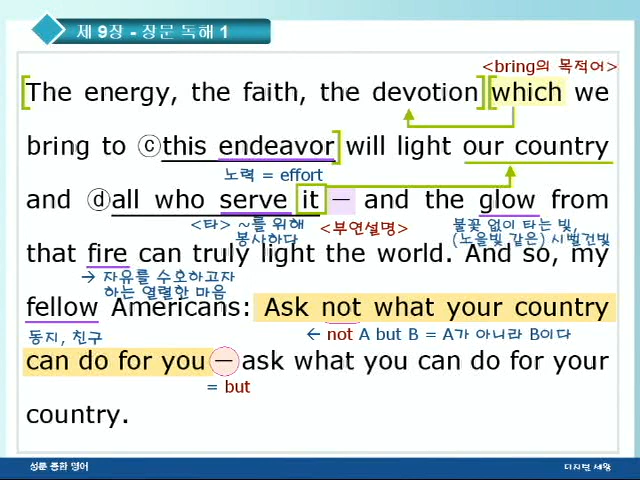 제 9장 - 장문 독해 1
<bring의 목적어>
The energy, the faith, the devotion which we
bring to ⓒthis endeavor will light our country
노력 = effort
and ⓓall who serve it — and the glow from
<타> ~를 위해
봉사하다
<부연설명>
불꽃 없이 타는 빛,
(노을빛 같은) 시뻘건빛
that fire can truly light the world. And so, my
→ 자유를 수호하고자
하는 열렬한 마음
fellow Americans: Ask not what your country
동지, 친구
← not A but B = A가 아니라 B이다
can do for you — ask what you can do for your
= but
country.
성문 종합 영어
디지털 세왕